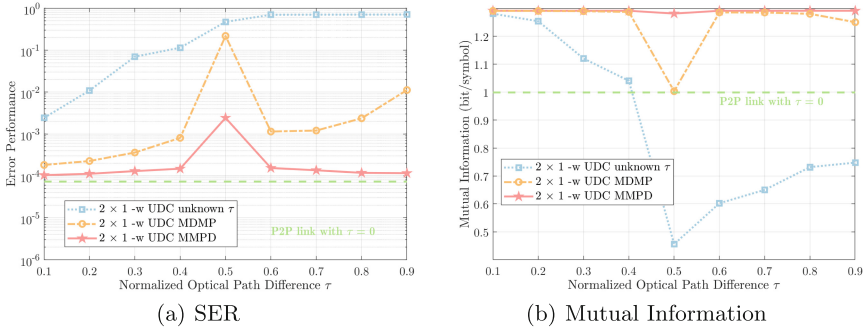 10^0
10^-1
10^-2
10^-3
10^-4
10^-5
10^-6
Error Performance
2 × 1 -w UDC unknown τ
2 × 1 -w UDC MDMP
2 × 1 -w UDC MMPD
P2P link with τ = 0
0.1 0.2 0.3 0.4 0.5 0.6 0.7 0.8 0.9
Normalized Optical Path Difference τ
(a) SER
1.2
1.1
1
0.9
0.8
0.7
0.6
0.5
Mutual Information (bit/symbol)
P2P link with τ = 0
2 × 1 -w UDC unknown τ
2 × 1 -w UDC MDMP
2 × 1 -w UDC MMPD
0.1 0.2 0.3 0.4 0.5 0.6 0.7 0.8 0.9
Normalized Optical Path Difference τ
(b) Mutual Information